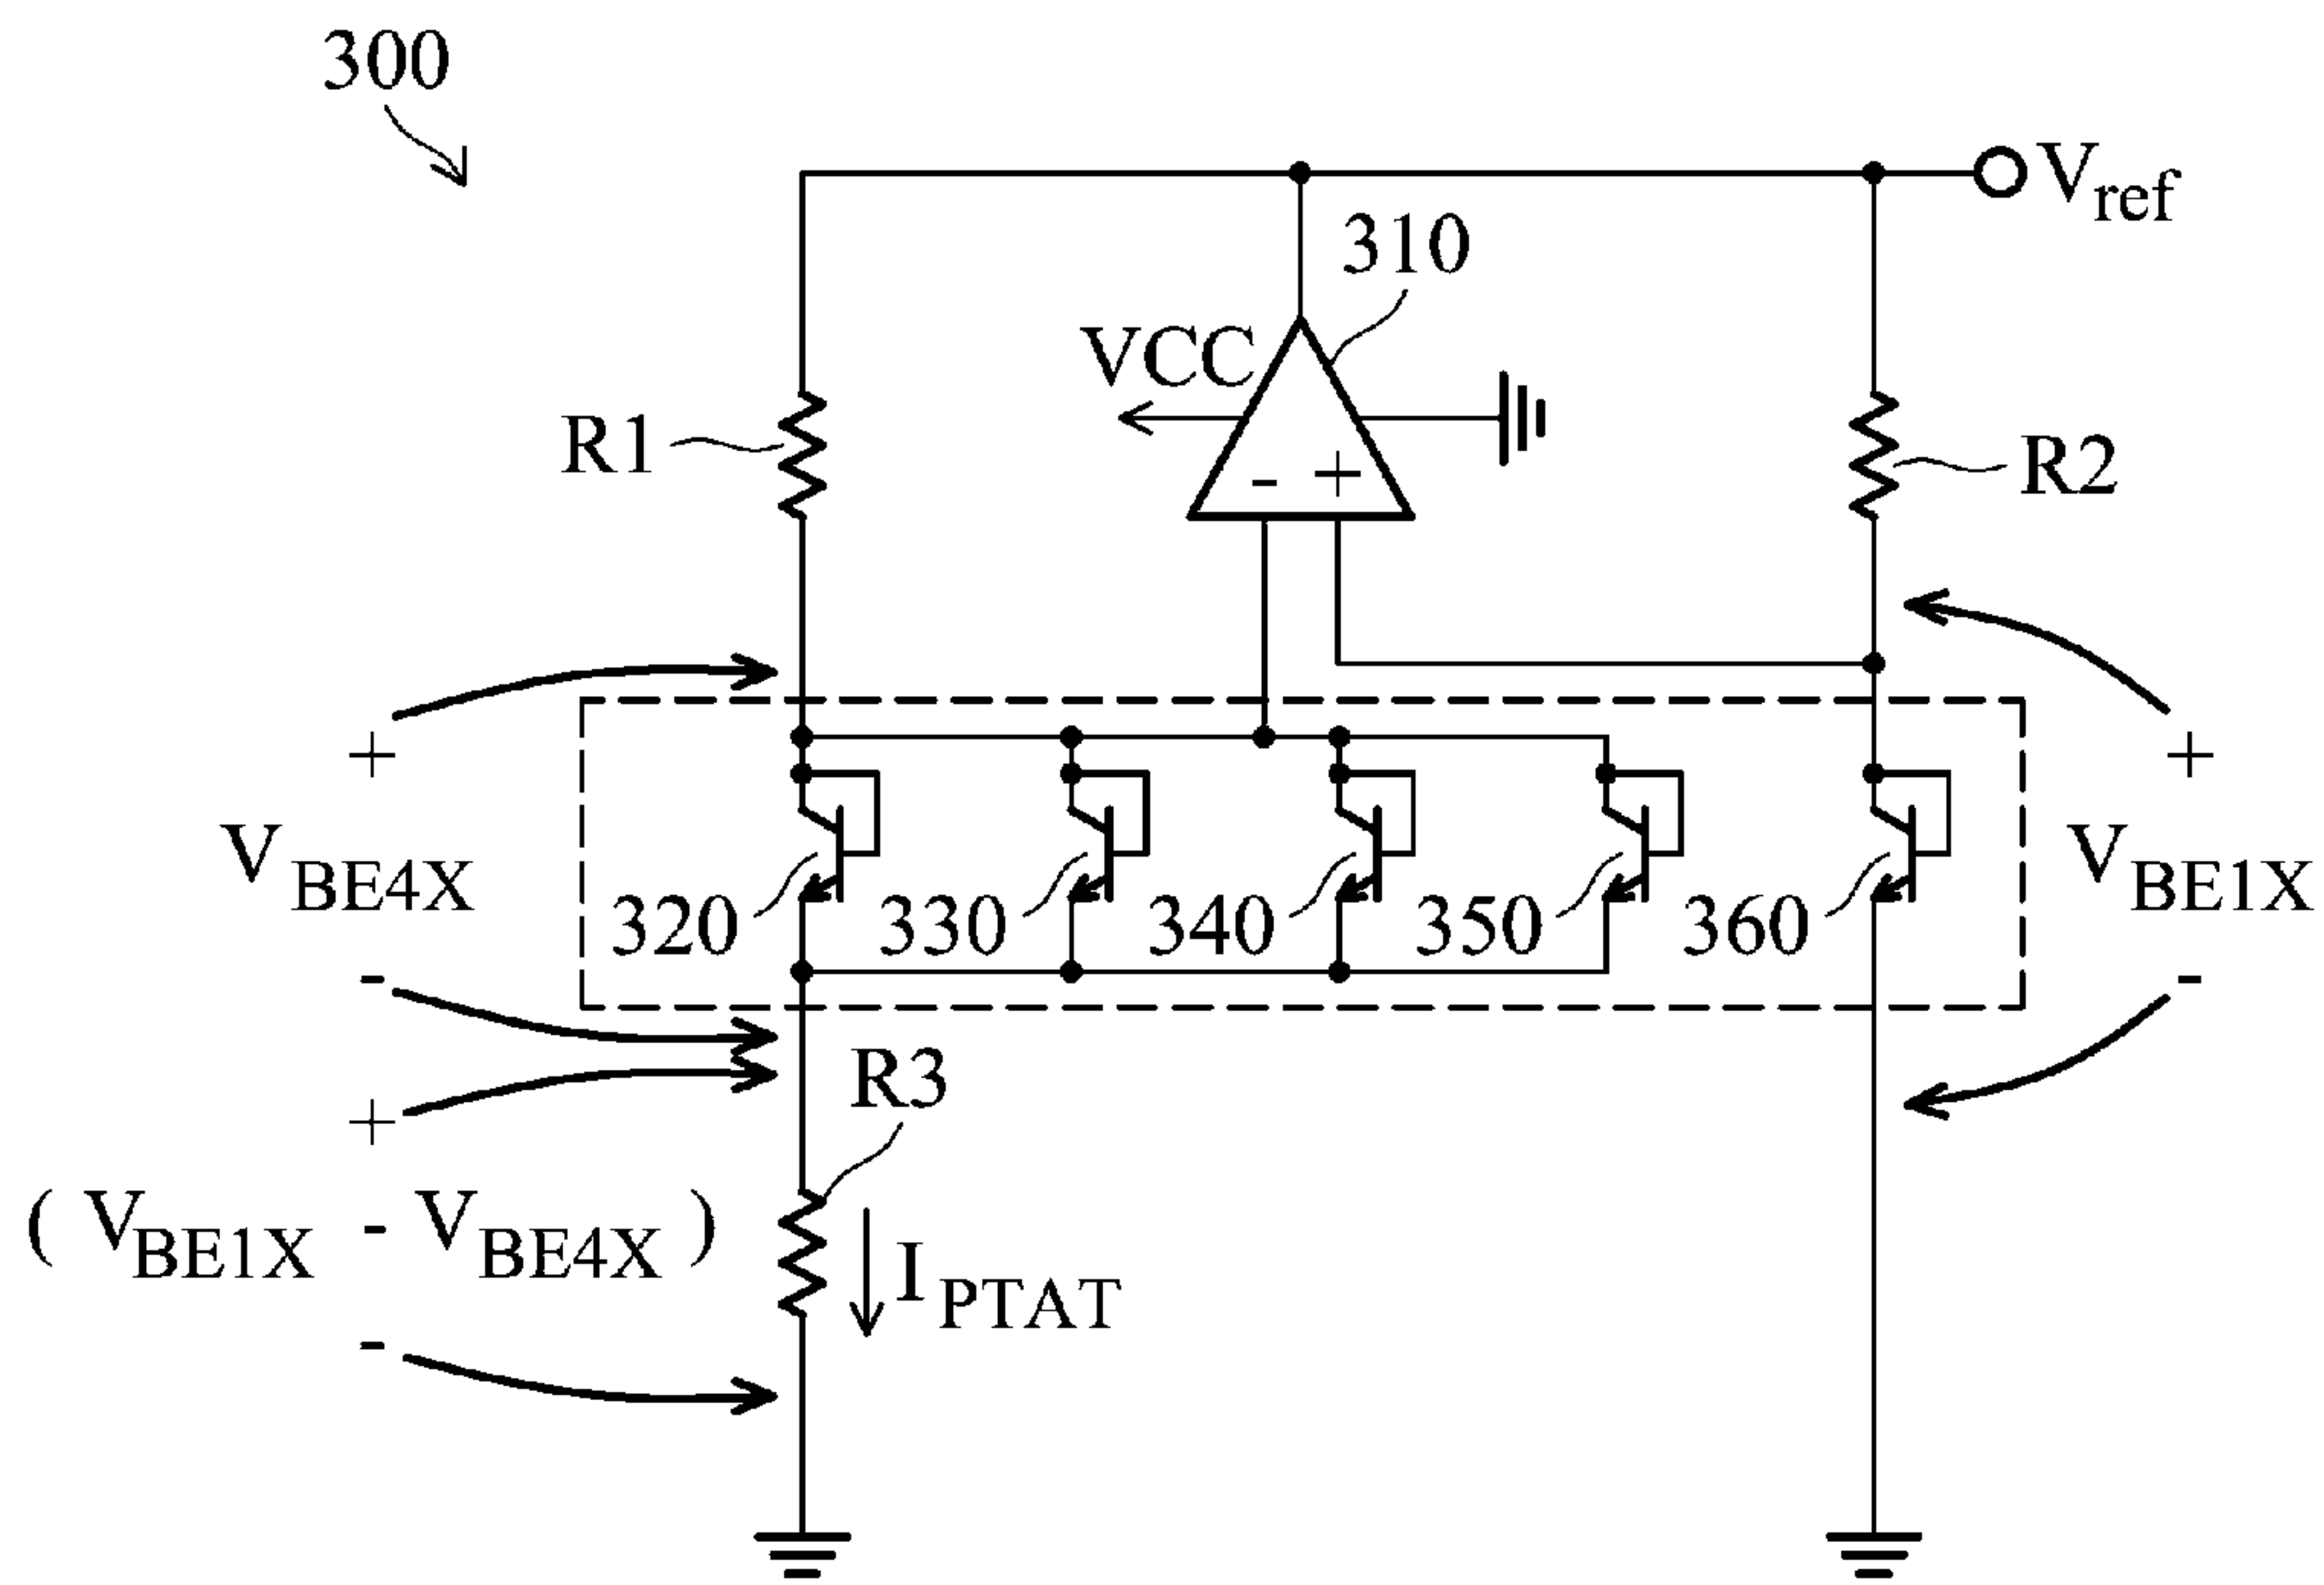 300
Vref
310
VCC
R1
- +
R2
+ +
VBE4X
VBE1X
320 330 340 350 360
- -
R3
+
( VBE1X - VBE4X )
IPTAT
-